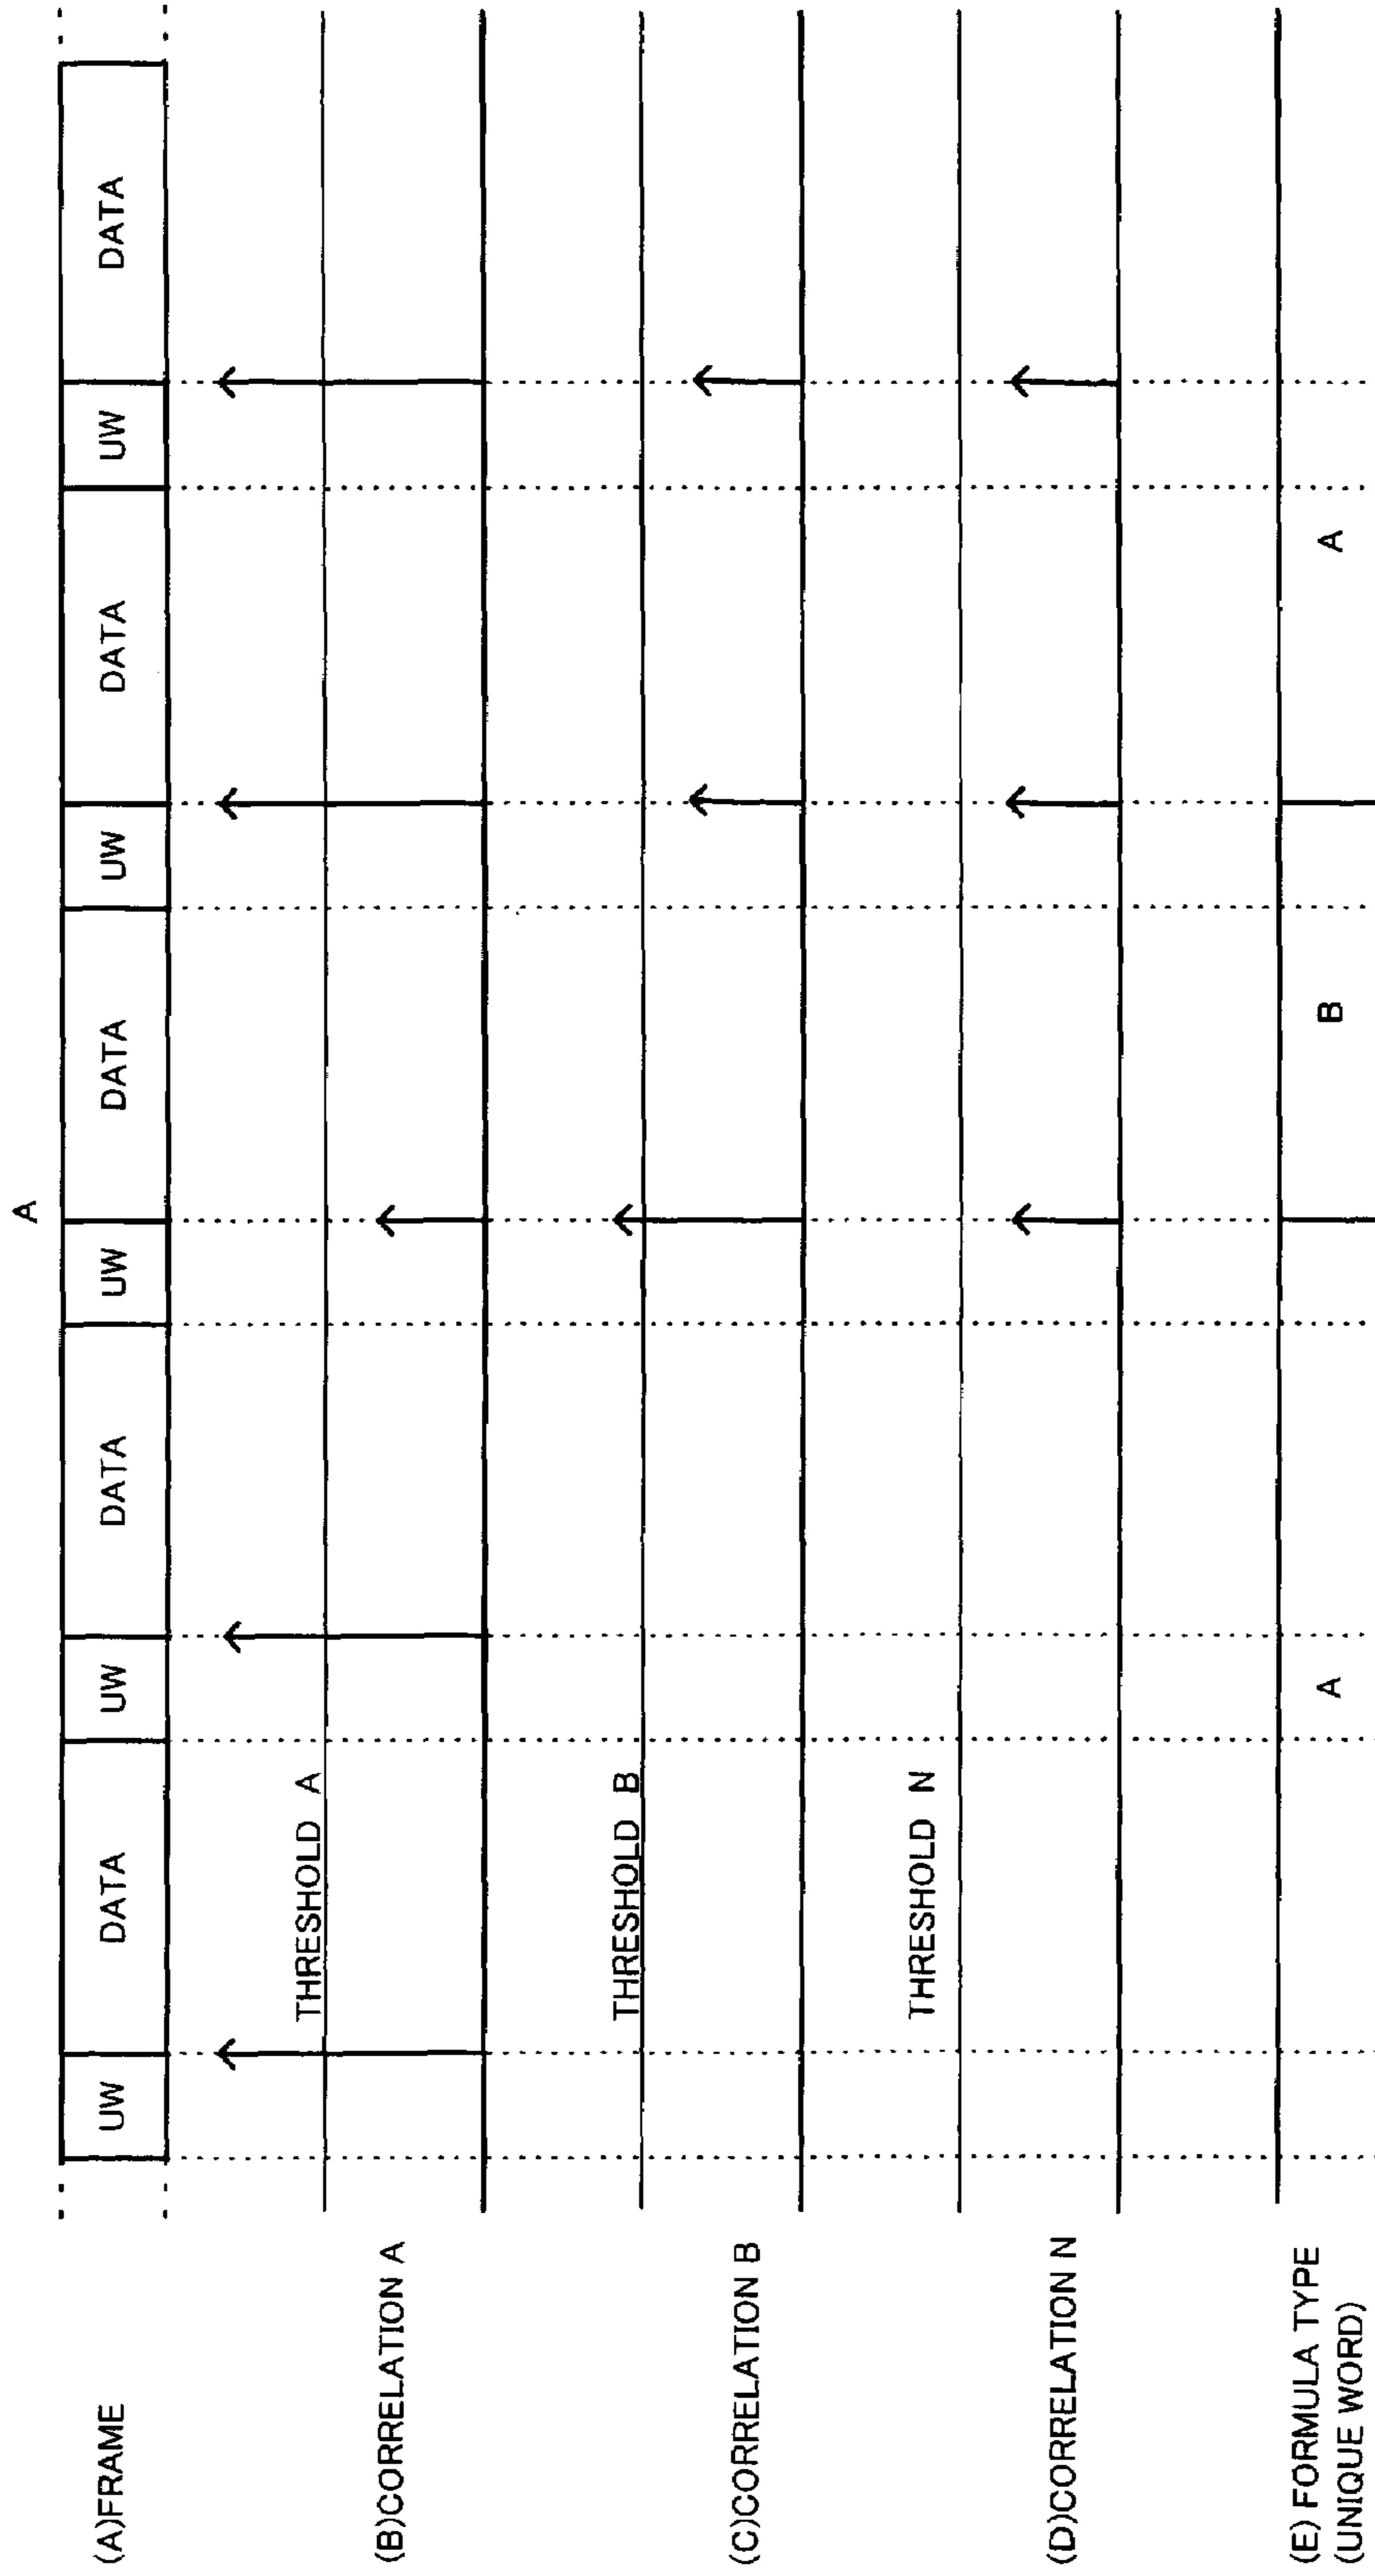 A
(A)FRAME
UW DATA UW DATA UW DATA UW DATA UW DATA
THRESHOLD A
(B)CORRELATION A
THRESHOLD B
(C)CORRELATION B
THRESHOLD N
(D)CORRELATION N
(E) FORMULA TYPE
(UNIQUE WORD)
A B A